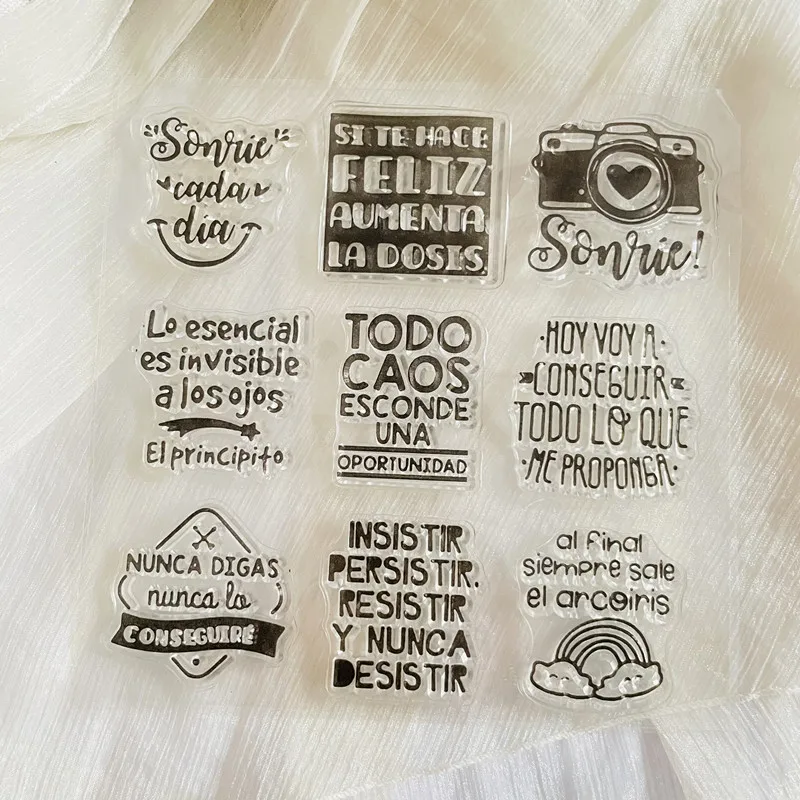 Sonríe
cada
día
SI TE HACE
FELIZ
AUMENTA
LA DOSIS
Sonríe!
Lo esencial
es invisible
a los ojos
El principito
TODO
CAOS
ESCONDE
UNA
OPORTUNIDAD
·HOY VOY A·
CONSEGUIR
TODO LO QUE
·ME PROPONGA·
NUNCA DIGAS
nunca lo
CONSEGUIRÉ
INSISTIR
PERSISTIR.
RESISTIR
Y NUNCA
DESISTIR
al final
siempre sale
el arcoiris